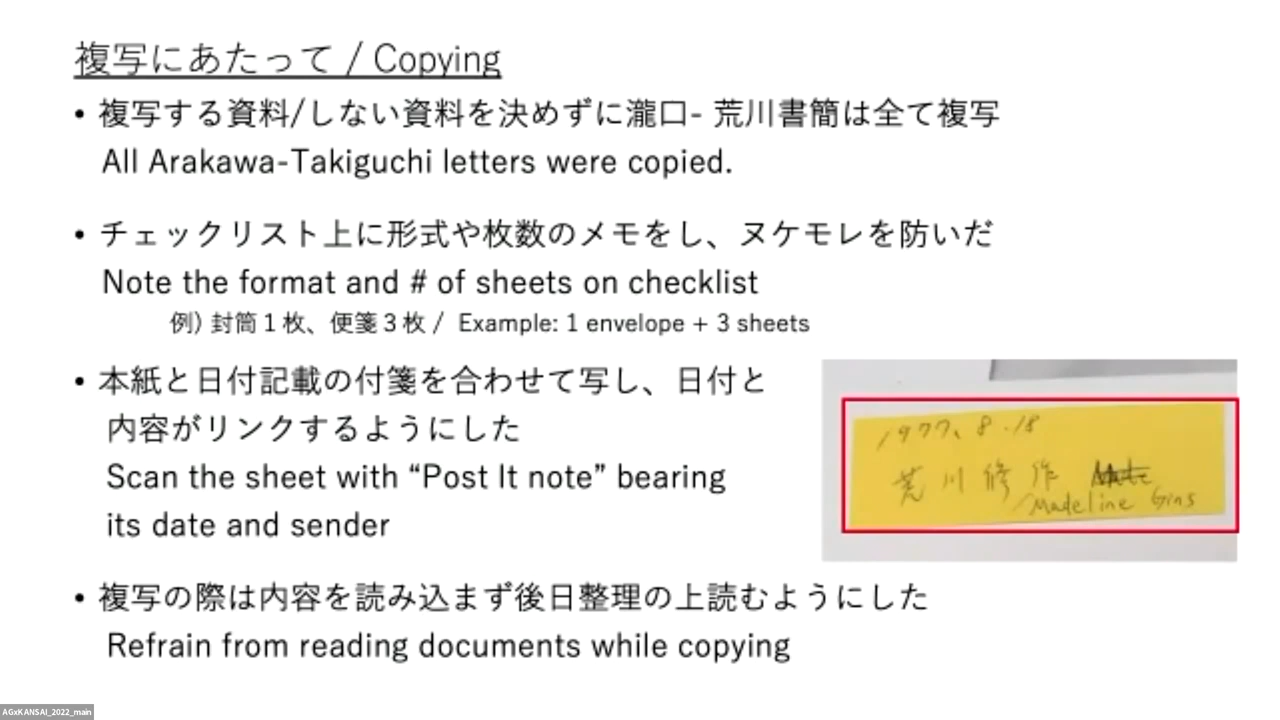 複写にあたって / Copying
• 複写する資料/しない資料を決めずに瀧口- 荒川書簡は全て複写
All Arakawa-Takiguchi letters were copied.
• チェックリスト上に形式や枚数のメモをし、ヌケモレを防いだ
Note the format and # of sheets on checklist
例) 封筒１枚、便箋３枚 / Example: 1 envelope + 3 sheets
• 本紙と日付記載の付箋を合わせて写し、日付と
内容がリンクするようにした
Scan the sheet with “Post It note” bearing
its date and sender
1977、8.18
荒川修作
/Madeline Gins
• 複写の際は内容を読み込まず後日整理の上読むようにした
Refrain from reading documents while copying
AGxKANSAI_2022_main